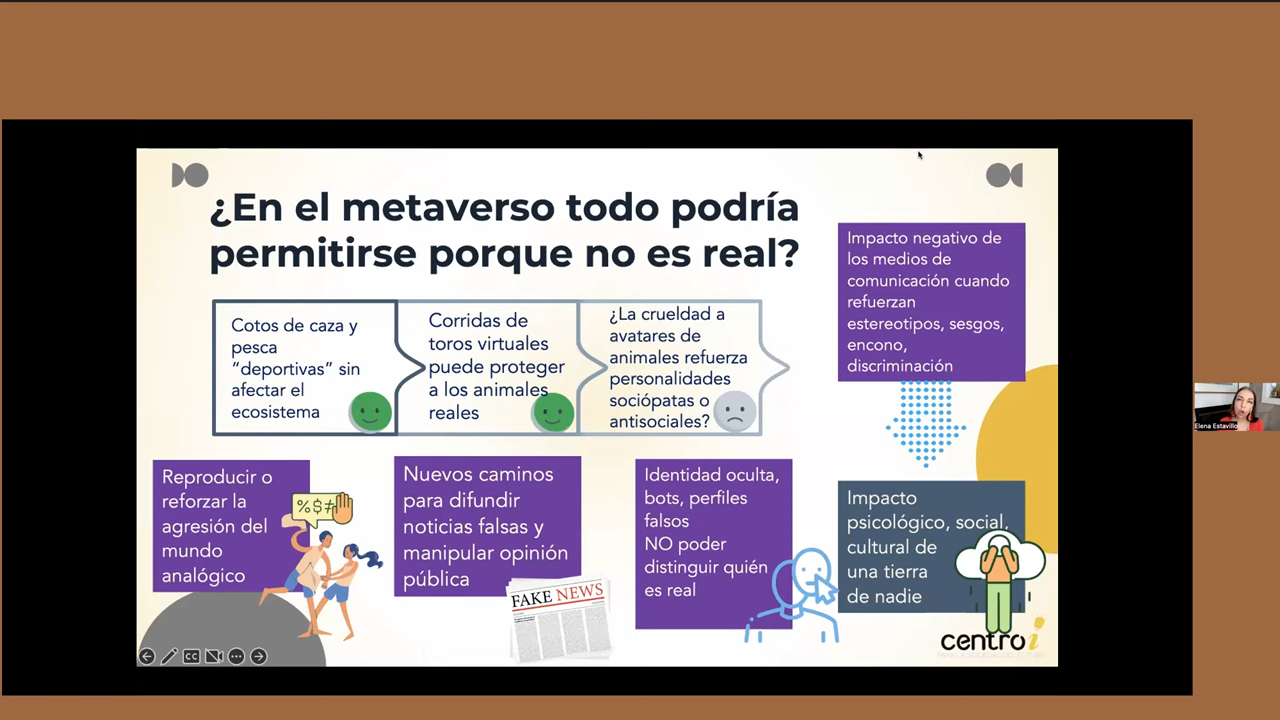 ¿En el metaverso todo podría
permitirse porque no es real?
Cotos de caza y
pesca
“deportivas” sin
afectar el
ecosistema
Corridas de
toros virtuales
puede proteger
a los animales
reales
¿La crueldad a
avatares de
animales refuerza
personalidades
sociópatas o
antisociales?
Impacto negativo de
los medios de
comunicación cuando
refuerzan
estereotipos, sesgos,
encono,
discriminación
Reproducir o
reforzar la
agresión del
mundo
analógico
%$#
Nuevos caminos
para difundir
noticias falsas y
manipular opinión
pública
FAKE NEWS
Identidad oculta,
bots, perfiles
falsos
NO poder
distinguir quién
es real
Impacto
psicológico, social,
cultural de
una tierra
de nadie
centroi
CC
Elena Estavillo